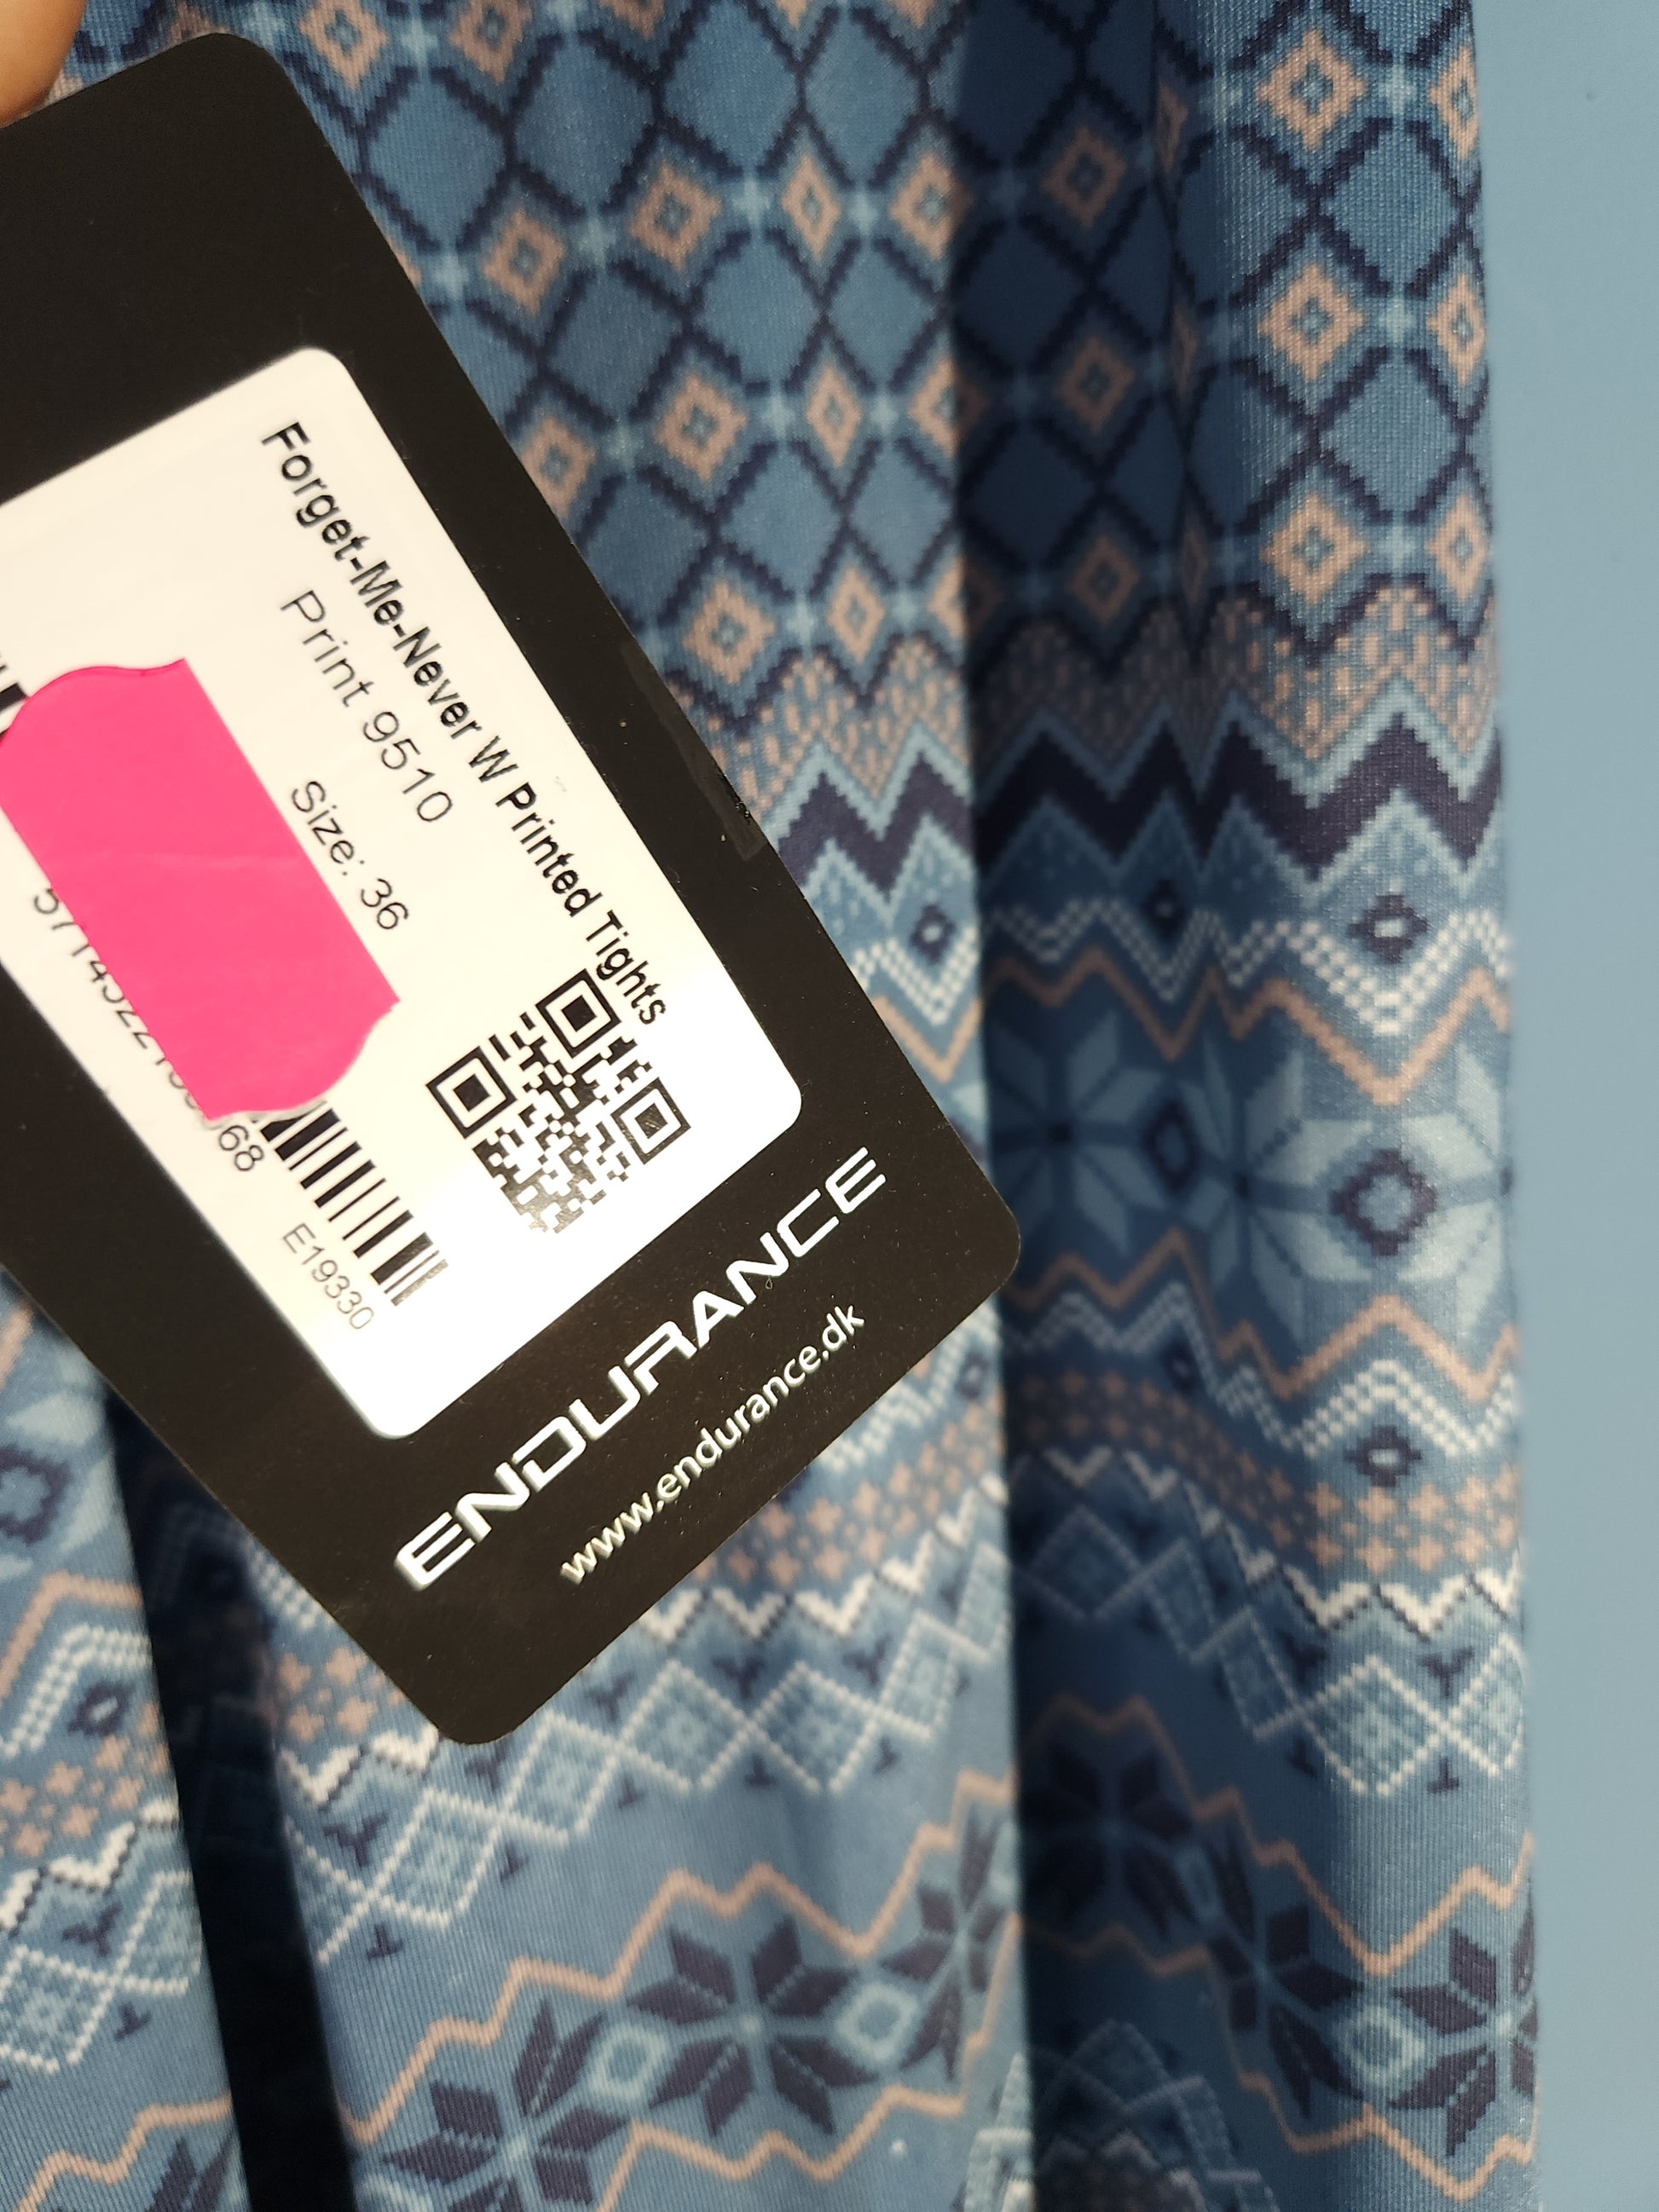 Forget-Me-Never W Printed Tights
Print 9510
Size: 36
E19330
ENDURANCE
www.endurance.dk